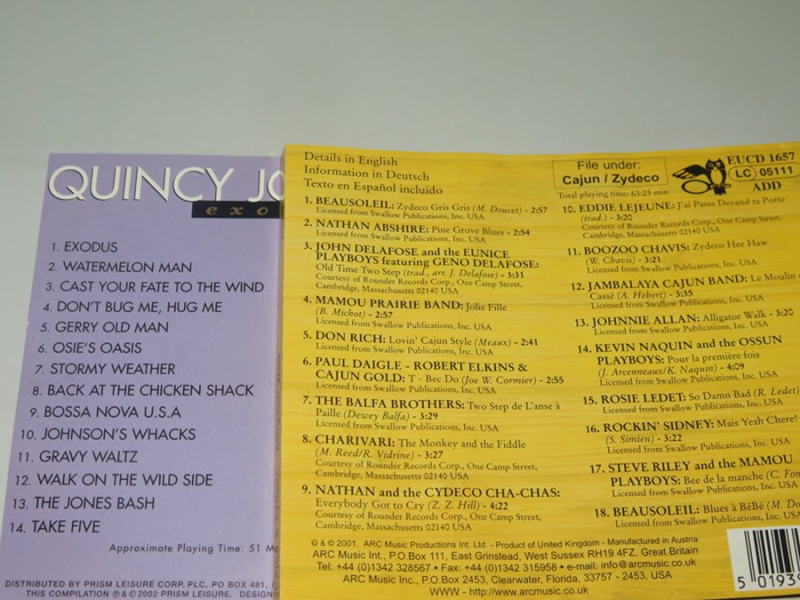 QUINCY JO
exo
1. EXODUS
2. WATERMELON MAN
3. CAST YOUR FATE TO THE WIND
4. DON'T BUG ME, HUG ME
5. GERRY OLD MAN
6. OSIE'S OASIS
7. STORMY WEATHER
8. BACK AT THE CHICKEN SHACK
9. BOSSA NOVA U.S.A
10. JOHNSON'S WHACKS
11. GRAVY WALTZ
12. WALK ON THE WILD SIDE
13. THE JONES BASH
14. TAKE FIVE
Approximate Playing Time: 51 M
DISTRIBUTED BY PRISM LEISURE CORP, PLC, PO BOX 481,
THIS COMPILATION ℗ & © 2002 PRISM LEISURE. DESIGN
Details in English
Information in Deutsch
Texto en Español incluido
1. BEAUSOLEIL: Zydeco Gris Gris (M. Doucet) - 2:57
Licensed from Swallow Publications, Inc. USA
2. NATHAN ABSHIRE: Pine Grove Blues - 2:54
Licensed from Swallow Publications, Inc. USA
3. JOHN DELAFOSE and the EUNICE
PLAYBOYS featuring GENO DELAFOSE:
Old Time Two Step (trad., arr. J. Delafose) - 3:31
Courtesy of Rounder Records Corp., One Camp Street,
Cambridge, Massachusetts 02140 USA
4. MAMOU PRAIRIE BAND: Jolie Fille
(B. Michot) - 2:57
Licensed from Swallow Publications, Inc. USA
5. DON RICH: Lovin' Cajun Style (Meaux) - 2:41
Licensed from Swallow Publications, Inc. USA
6. PAUL DAIGLE - ROBERT ELKINS &
CAJUN GOLD: T - Bec Do (Joe W. Cormier) - 2:55
Licensed from Swallow Publications, Inc. USA
7. THE BALFA BROTHERS: Two Step de L'anse à
Paille (Dewey Balfa) - 3:29
Licensed from Swallow Publications, Inc. USA
8. CHARIVARI: The Monkey and the Fiddle
(M. Reed/R. Vidrine) - 3:27
Courtesy of Rounder Records Corp., One Camp Street,
Cambridge, Massachusetts 02140 USA
9. NATHAN and the CYDECO CHA-CHAS:
Everybody Got to Cry (Z. Z. Hill) - 4:22
Courtesy of Rounder Records Corp., One Camp Street,
Cambridge, Massachusetts 02140 USA
File under:
Cajun / Zydeco
Total playing time: 63:25 min
EUCD 1657
LC 05111
ADD
10. EDDIE LEJEUNE: J'ai Passe Devand ta Porte
(trad.) - 3:20
Courtesy of Rounder Records Corp., One Camp Street,
Cambridge, Massachusetts 02140 USA
11. BOOZOO CHAVIS: Zydeco Hee Haw
(W. Chavis) - 3:21
Licensed from Swallow Publications, Inc. USA
12. JAMBALAYA CAJUN BAND: Le Moulin
Cassé (A. Hebert) - 3:35
Licensed from Swallow Publications, Inc. USA
13. JOHNNIE ALLAN: Alligator Walk - 3:20
Licensed from Swallow Publications, Inc. USA
14. KEVIN NAQUIN and the OSSUN
PLAYBOYS: Pour la première fois
(J. Arcenneaux/K. Naquin) - 4:09
Licensed from Swallow Publications, Inc. USA
15. ROSIE LEDET: So Damn Bad (R. Ledet)
Licensed from Swallow Publications, Inc. USA
16. ROCKIN' SIDNEY: Mais Yeah Chere!
(S. Simien) - 3:22
Licensed from Swallow Publications, Inc. USA
17. STEVE RILEY and the MAMOU
PLAYBOYS: Bee de la manche (C. Fon
Licensed from Swallow Publications, Inc. USA
18. BEAUSOLEIL: Blues à BéBé (M. Do
Licensed from Swallow Publications, Inc.
℗ & © 2001. ARC Music Productions Int. Ltd. - Product of United Kingdom - Manufactured in Austria
ARC Music Int., P.O.Box 111, East Grinstead, West Sussex RH19 4FZ, Great Britain
Tel: +44 (0)1342 328567 • Fax: +44 (0)1342 315958 • e-mail: info@arcmusic.co.uk
ARC Music Inc., P.O.BOX 2453, Clearwater, Florida, 33757 - 2453, USA
WWW - http://www.arcmusic.co.uk
5 01939